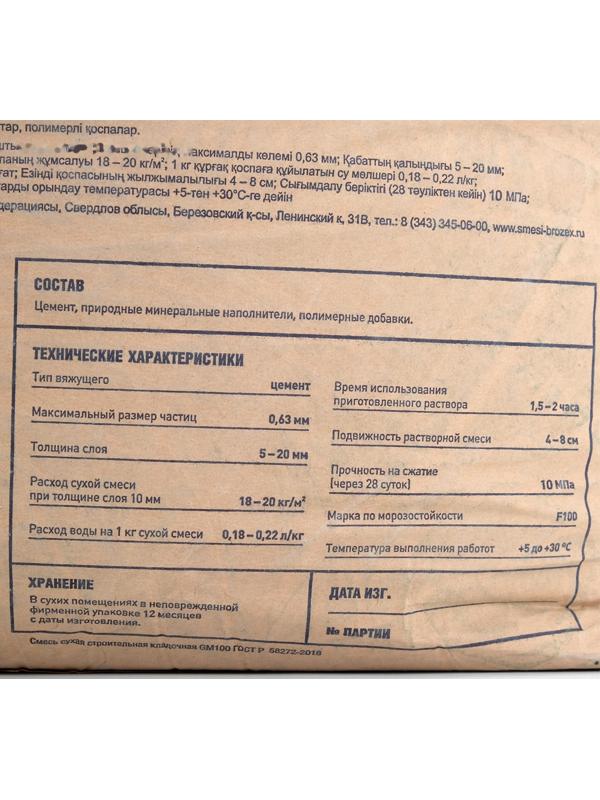 тар, полимерлі қоспалар.
максималды көлемі 0,63 мм; Қабаттың қалындығы 5 – 20 мм;
паның жұмсалуы 18 – 20 кг/м²; 1 кг құрғақ қоспаға құйылатын су мөлшері 0,18 – 0,22 л/кг;
ғат; Езінді қоспасының жылжымалылығы 4 – 8 см; Сығымдалу беріктігі (28 тәуліктен кейін) 10 МПа;
тарды орындау температурасы +5-тен +30°С-ге дейін
дерациясы, Свердлов облысы, Березовский қ-сы, Ленинский к, 31В, тел.: 8 (343) 345-06-00, www.smesi-brozex.ru
СОСТАВ
Цемент, природные минеральные наполнители, полимерные добавки.
ТЕХНИЧЕСКИЕ ХАРАКТЕРИСТИКИ
Тип вяжущего цемент
Максимальный размер частиц 0,63 мм
Толщина слоя 5 – 20 мм
Расход сухой смеси
при толщине слоя 10 мм 18 – 20 кг/м²
Расход воды на 1 кг сухой смеси 0,18 – 0,22 л/кг
Время использования
приготовленного раствора 1,5 – 2 часа
Подвижность растворной смеси 4 – 8 см
Прочность на сжатие
(через 28 суток) 10 МПа
Марка по морозостойкости F100
Температура выполнения работот +5 до +30 °С
ХРАНЕНИЕ
В сухих помещениях в неповрежденной
фирменной упаковке 12 месяцев
с даты изготовления.
ДАТА ИЗГ.
№ ПАРТИИ
Смесь сухая строительная кладочная GM100 ГОСТ Р 58272-2018